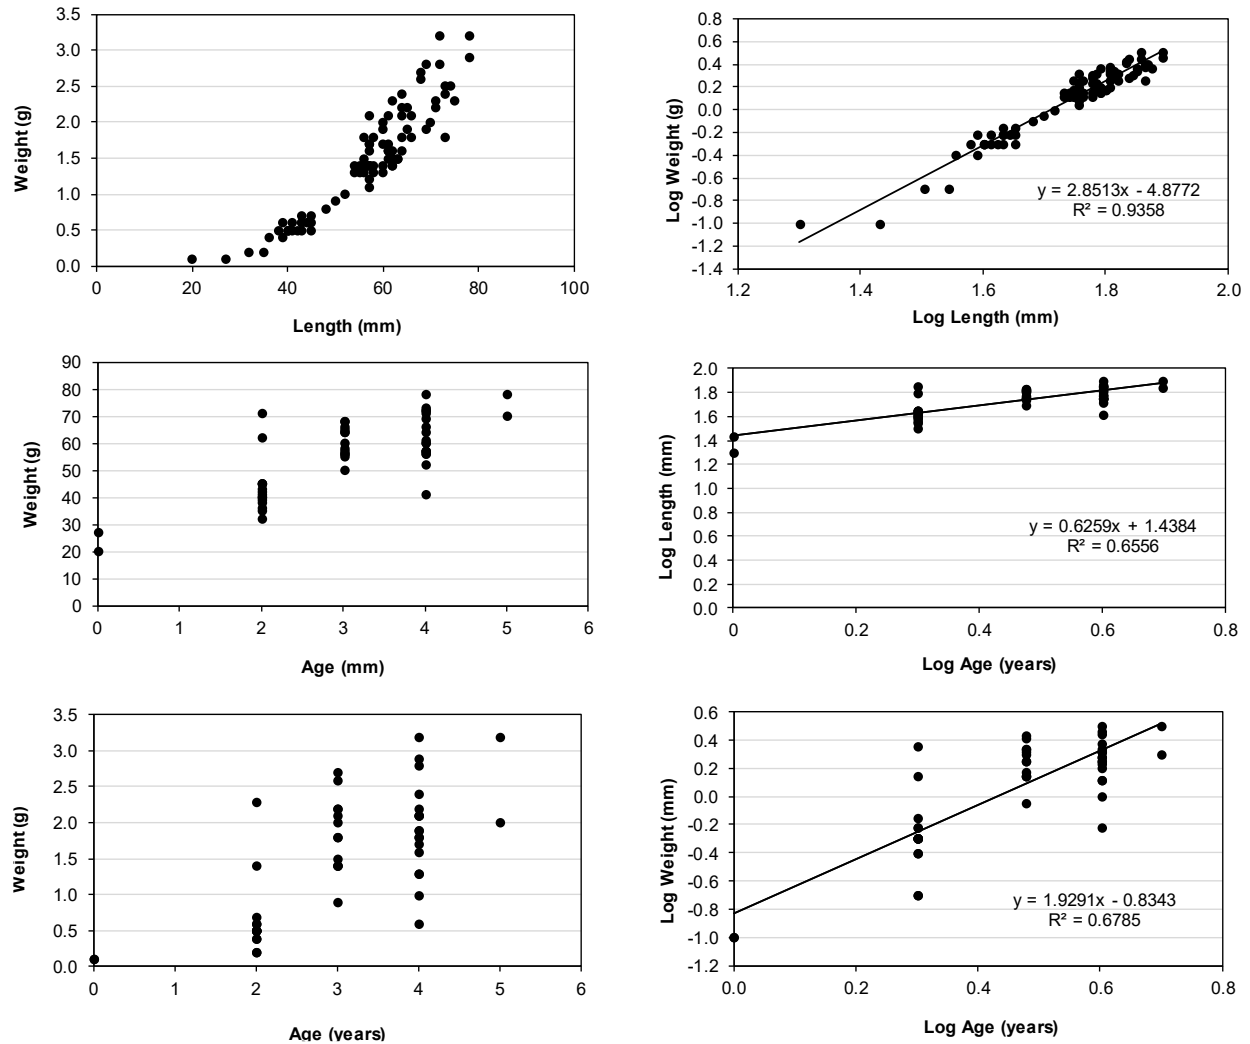 3.5
3.0
2.5
2.0
1.5
1.0
0.5
0.0
Weight (g)
0 20 40 60 80 100
Length (mm)
0.8
0.6
0.4
0.2
0.0
-0.2
-0.4
-0.6
-0.8
-1.0
-1.2
-1.4
Log Weight (g)
y = 2.8513x - 4.8772
R² = 0.9358
1.2 1.4 1.6 1.8 2.0
Log Length (mm)
90
80
70
60
50
40
30
20
10
0
Weight (g)
0 1 2 3 4 5 6
Age (mm)
2.0
1.8
1.6
1.4
1.2
1.0
0.8
0.6
0.4
0.2
0.0
Log Length (mm)
y = 0.6259x + 1.4384
R² = 0.6556
0 0.2 0.4 0.6 0.8
Log Age (years)
3.5
3.0
2.5
2.0
1.5
1.0
0.5
0.0
Weight (g)
0 1 2 3 4 5 6
Age (years)
0.6
0.4
0.2
0.0
-0.2
-0.4
-0.6
-0.8
-1.0
-1.2
Log Weight (mm)
y = 1.9291x - 0.8343
R² = 0.6785
0.0 0.2 0.4 0.6 0.8
Log Age (years)